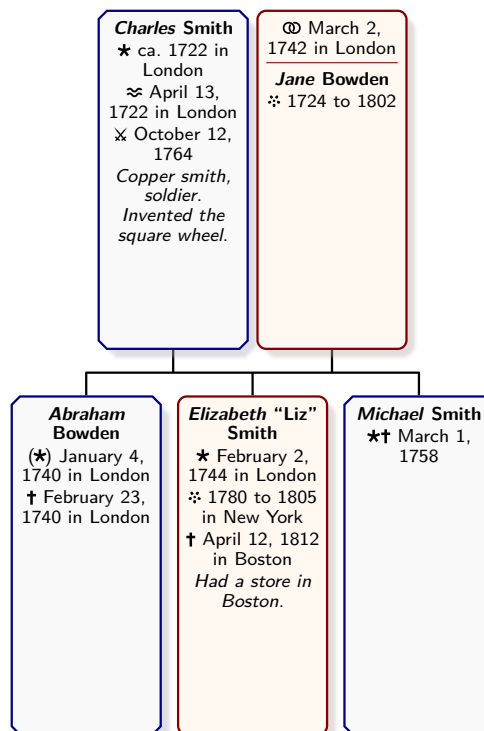 Charles Smith
★ ca. 1722 in
London
≈ April 13,
1722 in London
⚔ October 12,
1764
Copper smith,
soldier.
Invented the
square wheel.
⚭ March 2,
1742 in London
Jane Bowden
፨ 1724 to 1802
Abraham
Bowden
(★) January 4,
1740 in London
✝ February 23,
1740 in London
Elizabeth “Liz”
Smith
★ February 2,
1744 in London
፨ 1780 to 1805
in New York
✝ April 12, 1812
in Boston
Had a store in
Boston.
Michael Smith
★✝ March 1,
1758